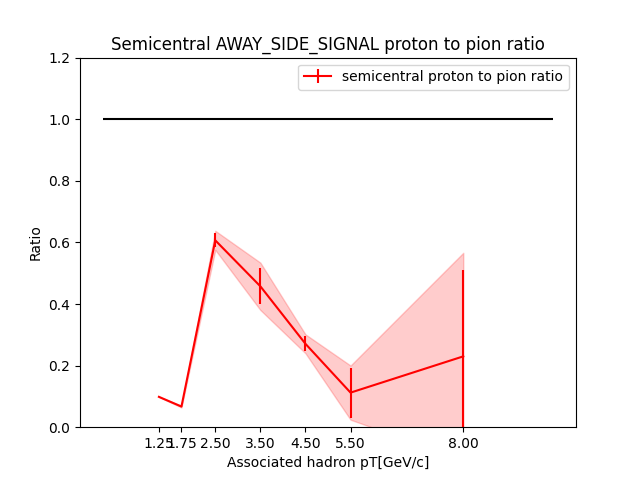 Semicentral AWAY_SIDE_SIGNAL proton to pion ratio
semicentral proton to pion ratio
Ratio
1.2
1.0
0.8
0.6
0.4
0.2
0.0
1.25 1.75 2.50 3.50 4.50 5.50 8.00
Associated hadron pT[GeV/c]